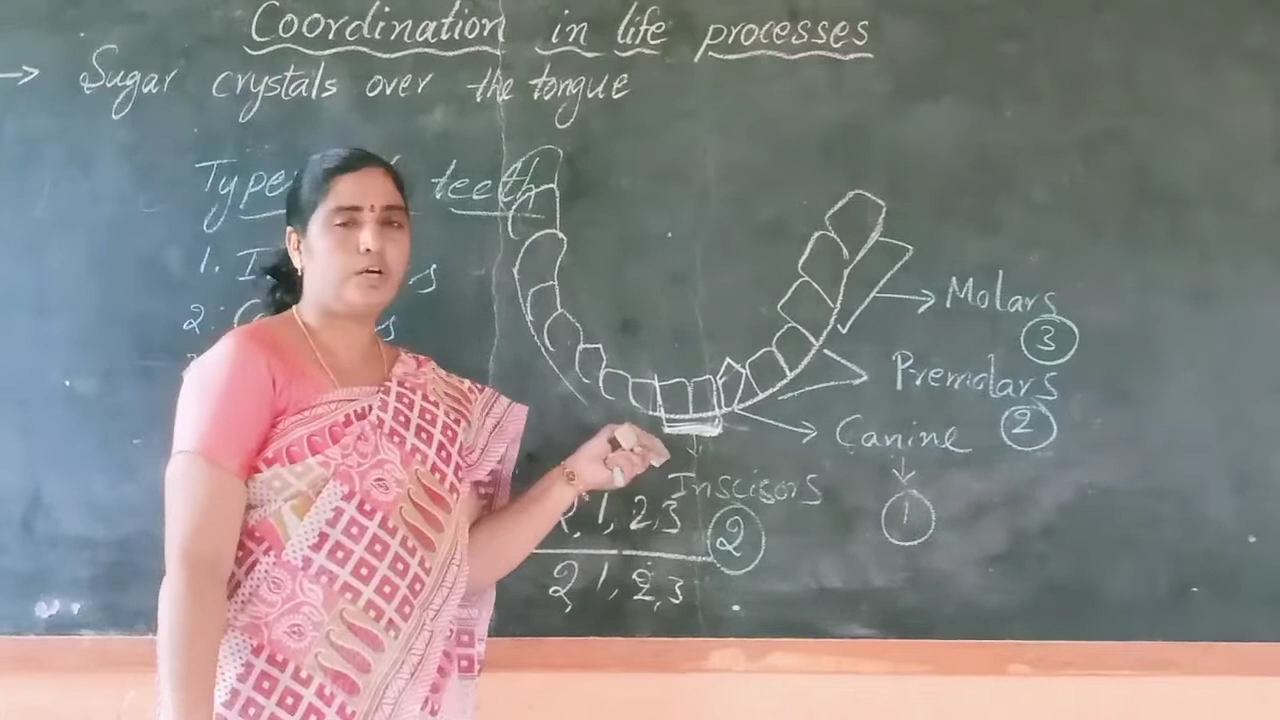 Coordination in life processes
→ Sugar crystals over the tongue
teeth
1.
2.
Molars
3
Premolars
2
Canine
1
Inscisors
2
2, 1, 2, 3
2, 1, 2, 3